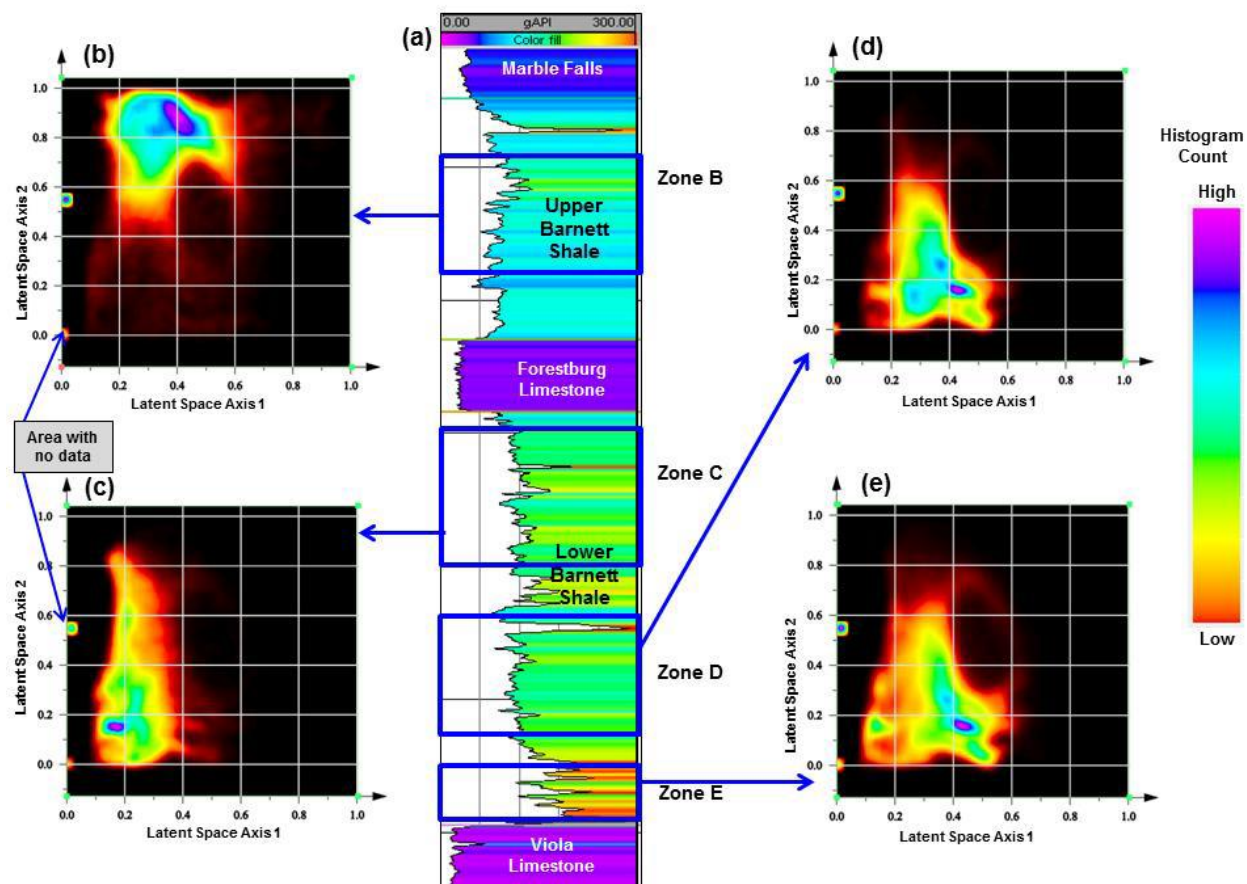 (a)
0.00 gAPI 300.00
Color fill
Marble Falls
Zone B
Upper
Barnett
Shale
Forestburg
Limestone
Zone C
Lower
Barnett
Shale
Zone D
Zone E
Viola
Limestone
(b)
Latent Space Axis 2
1.0
0.8
0.6
0.4
0.2
0.0
0.0 0.2 0.4 0.6 0.8 1.0
Latent Space Axis 1
Area with
no data
(c)
Latent Space Axis 2
1.0
0.8
0.6
0.4
0.2
0.0
0.0 0.2 0.4 0.6 0.8 1.0
Latent Space Axis 1
(d)
Latent Space Axis 2
1.0
0.8
0.6
0.4
0.2
0.0
0.0 0.2 0.4 0.6 0.8 1.0
Latent Space Axis 1
(e)
Latent Space Axis 2
1.0
0.8
0.6
0.4
0.2
0.0
0.0 0.2 0.4 0.6 0.8 1.0
Latent Space Axis 1
Histogram
Count
High
Low